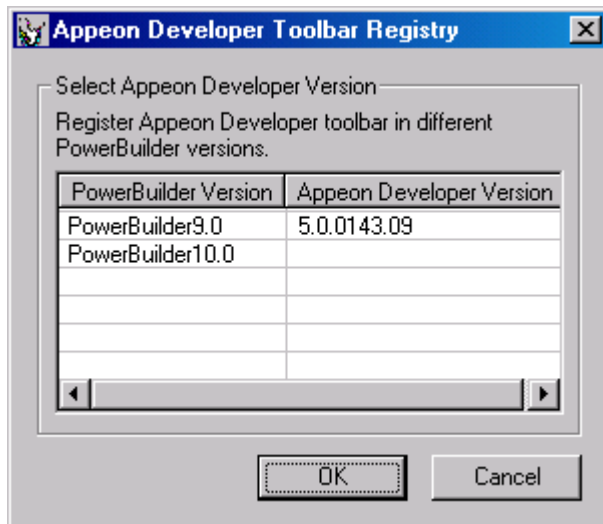 Appeon Developer Toolbar Registry
Select Appeon Developer Version
Register Appeon Developer toolbar in different
PowerBuilder versions.
PowerBuilder Version Appeon Developer Version
PowerBuilder9.0 5.0.0143.09
PowerBuilder10.0
OK Cancel